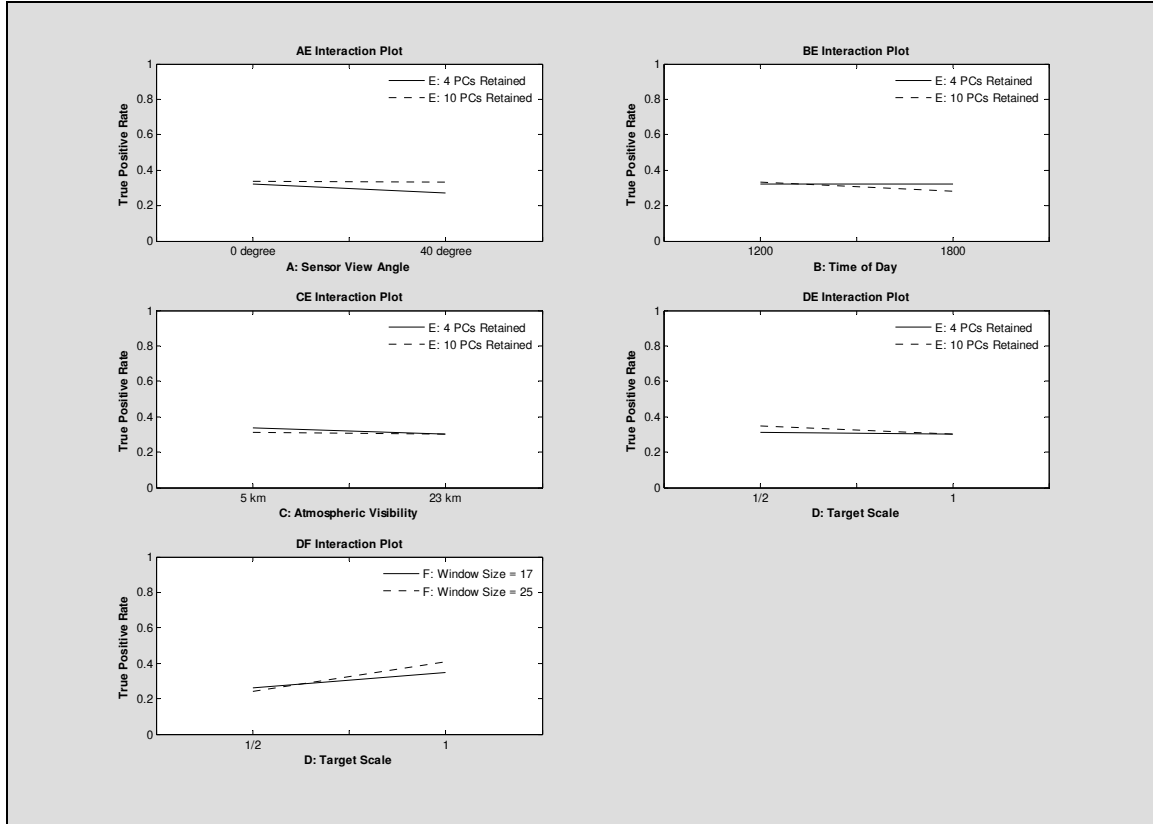 AE Interaction Plot
1
0.8
0.6
0.4
0.2
0
True Positive Rate
E: 4 PCs Retained
E: 10 PCs Retained
0 degree
40 degree
A: Sensor View Angle
BE Interaction Plot
1
0.8
0.6
0.4
0.2
0
True Positive Rate
E: 4 PCs Retained
E: 10 PCs Retained
1200
1800
B: Time of Day
CE Interaction Plot
1
0.8
0.6
0.4
0.2
0
True Positive Rate
E: 4 PCs Retained
E: 10 PCs Retained
5 km
23 km
C: Atmospheric Visibility
DE Interaction Plot
1
0.8
0.6
0.4
0.2
0
True Positive Rate
E: 4 PCs Retained
E: 10 PCs Retained
1/2
1
D: Target Scale
DF Interaction Plot
1
0.8
0.6
0.4
0.2
0
True Positive Rate
F: Window Size = 17
F: Window Size = 25
1/2
1
D: Target Scale